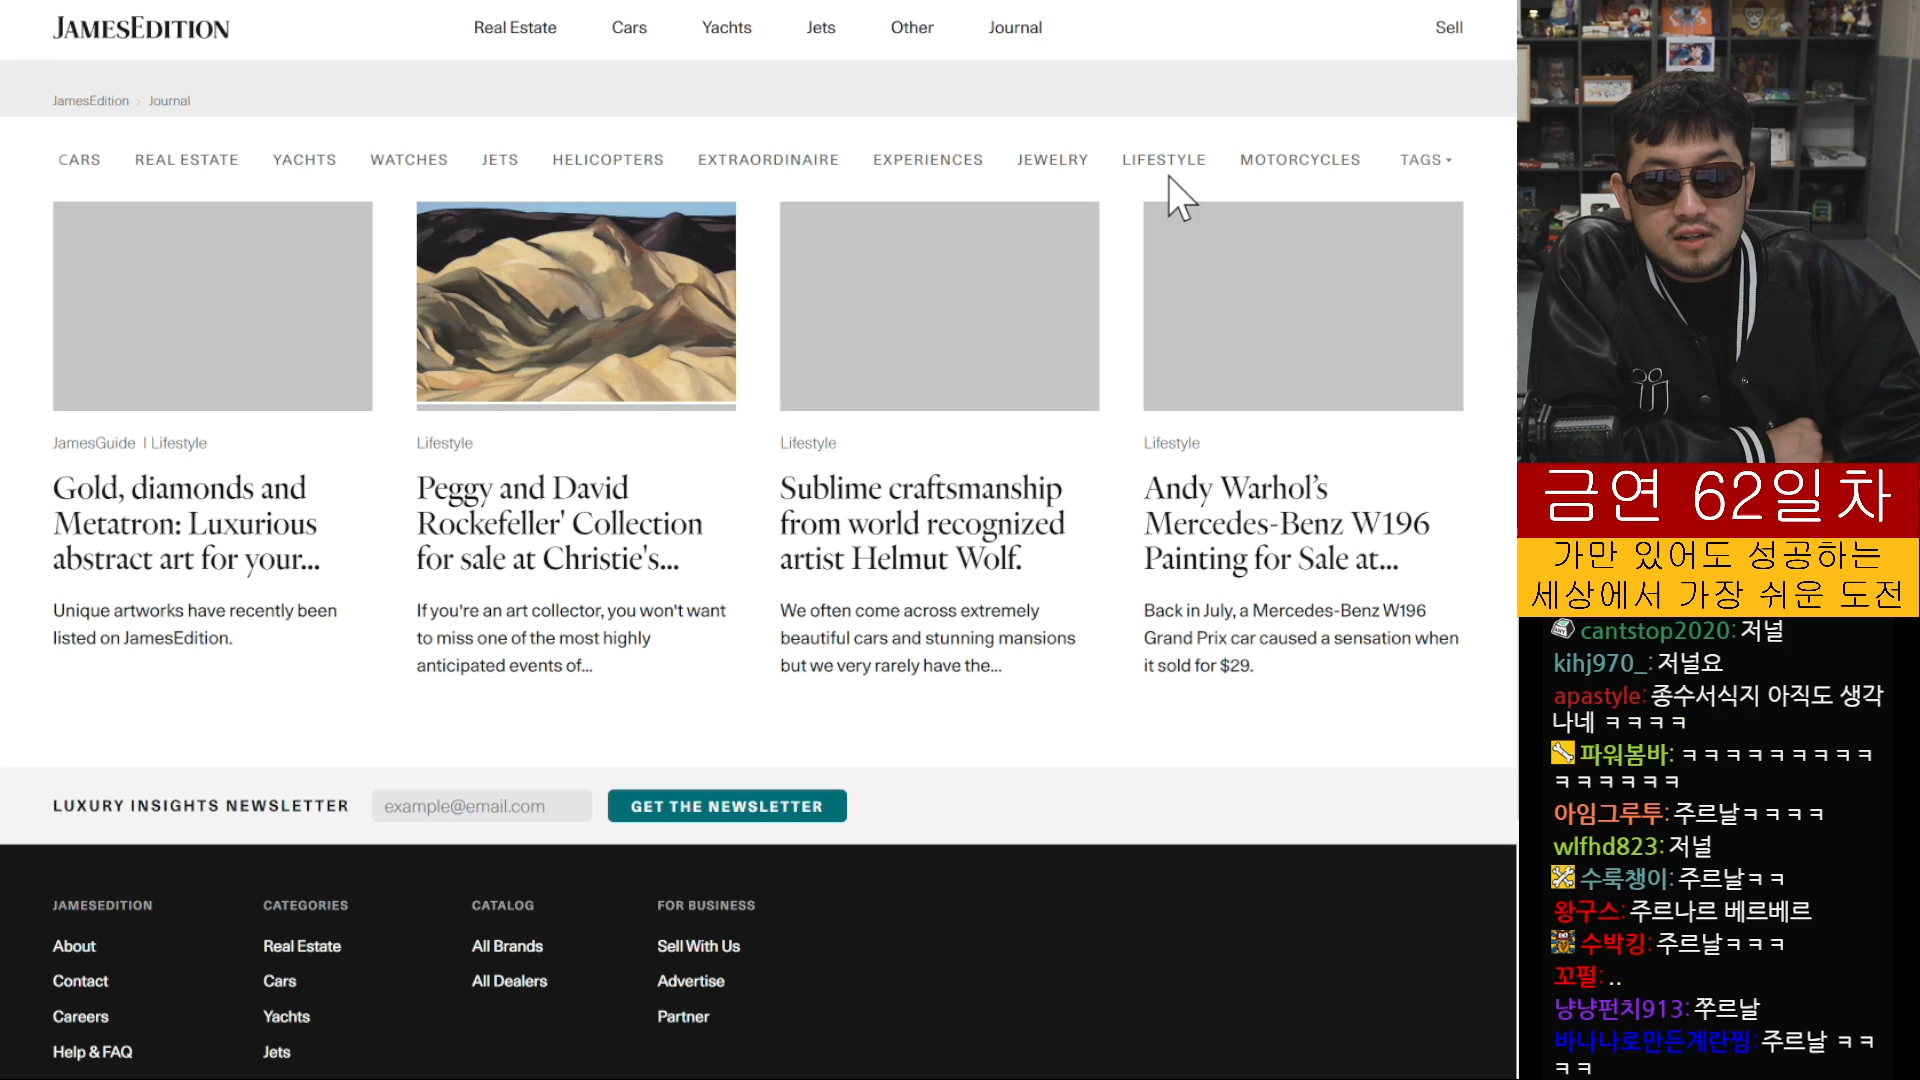 JAMESEDITION
Real Estate
Cars
Yachts
Jets
Other
Journal
Sell
JamesEdition › Journal
CARS
REAL ESTATE
YACHTS
WATCHES
JETS
HELICOPTERS
EXTRAORDINAIRE
EXPERIENCES
JEWELRY
LIFESTYLE
MOTORCYCLES
TAGS
JamesGuide | Lifestyle
Gold, diamonds and
Metatron: Luxurious
abstract art for your...
Unique artworks have recently been
listed on JamesEdition.
Lifestyle
Peggy and David
Rockefeller' Collection
for sale at Christie's...
If you're an art collector, you won't want
to miss one of the most highly
anticipated events of...
Lifestyle
Sublime craftsmanship
from world recognized
artist Helmut Wolf.
We often come across extremely
beautiful cars and stunning mansions
but we very rarely have the...
Lifestyle
Andy Warhol's
Mercedes-Benz W196
Painting for Sale at...
Back in July, a Mercedes-Benz W196
Grand Prix car caused a sensation when
it sold for $29.
LUXURY INSIGHTS NEWSLETTER
example@email.com
GET THE NEWSLETTER
JAMESEDITION
About
Contact
Careers
Help & FAQ
CATEGORIES
Real Estate
Cars
Yachts
Jets
CATALOG
All Brands
All Dealers
FOR BUSINESS
Sell With Us
Advertise
Partner
금연 62일차
가만 있어도 성공하는
세상에서 가장 쉬운 도전
cantstop2020: 저널
kihj970_: 저널요
apastyle: 종수서식지 아직도 생각
나네 ㅋㅋㅋㅋ
파워봄바: ㅋㅋㅋㅋㅋㅋㅋㅋㅋ
ㅋㅋㅋㅋㅋㅋ
아임그루투: 주르날ㅋㅋㅋㅋ
wlfhd823: 저널
수룩챙이: 주르날ㅋㅋ
왕구스: 주르나르 베르베르
수박킹: 주르날ㅋㅋㅋ
꼬펄: ..
냥냥펀치913: 쭈르날
바나나로만든계란찜: 주르날 ㅋㅋ
ㅋㅋ